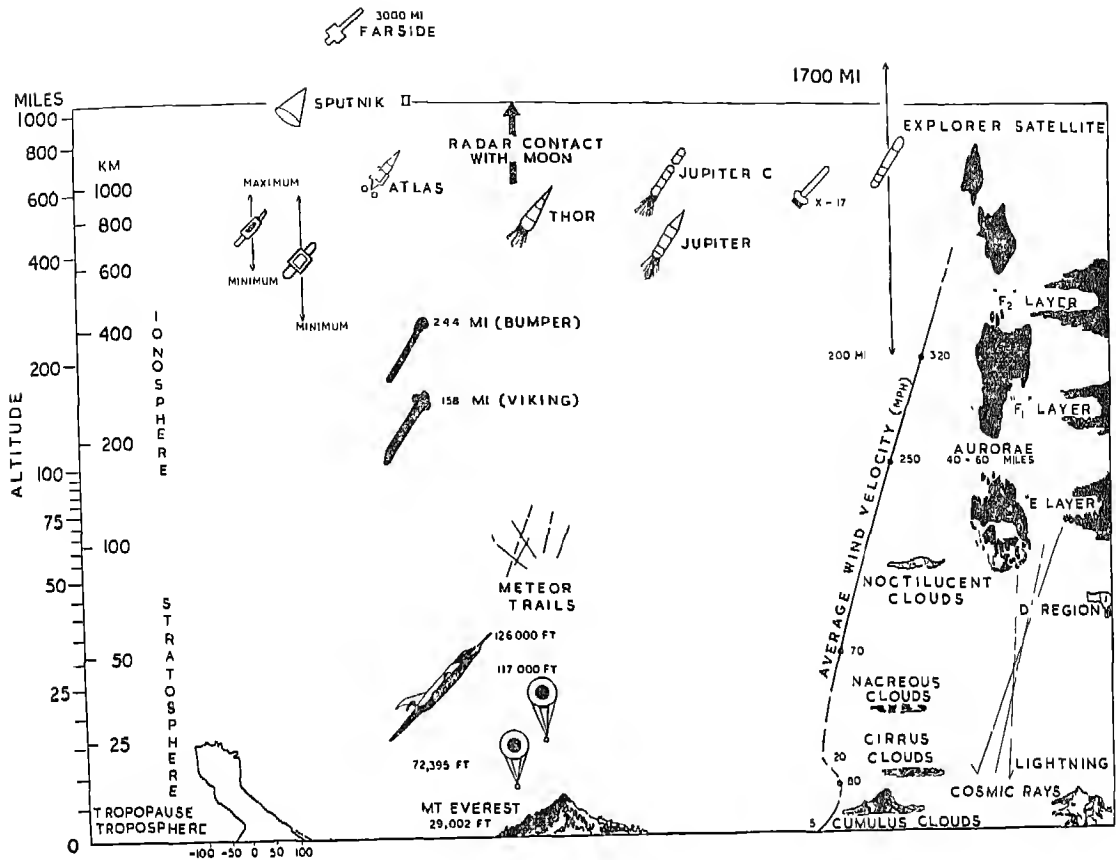 3000 MI
FARSIDE
1700 MI
MILES
SPUTNIK II
1000
EXPLORER SATELLITE
RADAR CONTACT
WITH MOON
800
KM
ATLAS
JUPITER C
1000
MAXIMUM
600
X-17
THOR
800
JUPITER
400
600
MINIMUM
"F2" LAYER
MINIMUM
244 MI (BUMPER)
400
200 MI
320
IONOSPHERE
200
158 MI (VIKING)
"F1" LAYER
ALTITUDE
200
AURORAE
40-60 MILES
250
100
"E LAYER"
75
100
AVERAGE WIND VELOCITY (MPH)
METEOR
TRAILS
NOCTILUCENT
CLOUDS
50
D REGION
STRATOSPHERE
126000 FT
50
117000 FT
70
25
NACREOUS
CLOUDS
25
72,395 FT
20
CIRRUS
CLOUDS
LIGHTNING
80
COSMIC RAYS
MT EVEREST
29,002 FT
TROPOPAUSE
TROPOSPHERE
5
CUMULUS CLOUDS
0
-100 -50 0 50 100